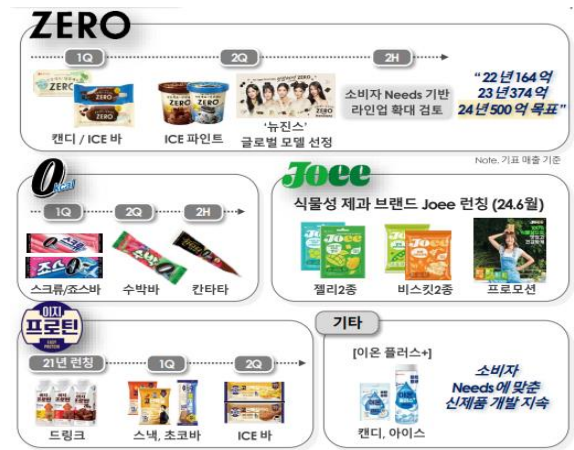 ZERO
1Q
2Q
2H
캔디 / ICE 바
ICE 파인트
'뉴진스'
글로벌 모델 선정
소비자 Needs 기반
라인업 확대 검토
“22년 164억
23년 374억
24년 500억 목표”
Note. 기표 매출 기준
0kcal
1Q
2Q
2H
스크류/죠스바
수박바
칸타타
Joee
식물성 제과 브랜드 Joee 런칭 (24.6월)
젤리2종
비스킷2종
프로모션
이지
프로틴
EASY PROTEIN
21년 런칭
1Q
2Q
드링크
스낵, 초코바
ICE 바
기타
[이온 플러스+]
캔디, 아이스
소비자
Needs에 맞춘
신제품 개발 지속